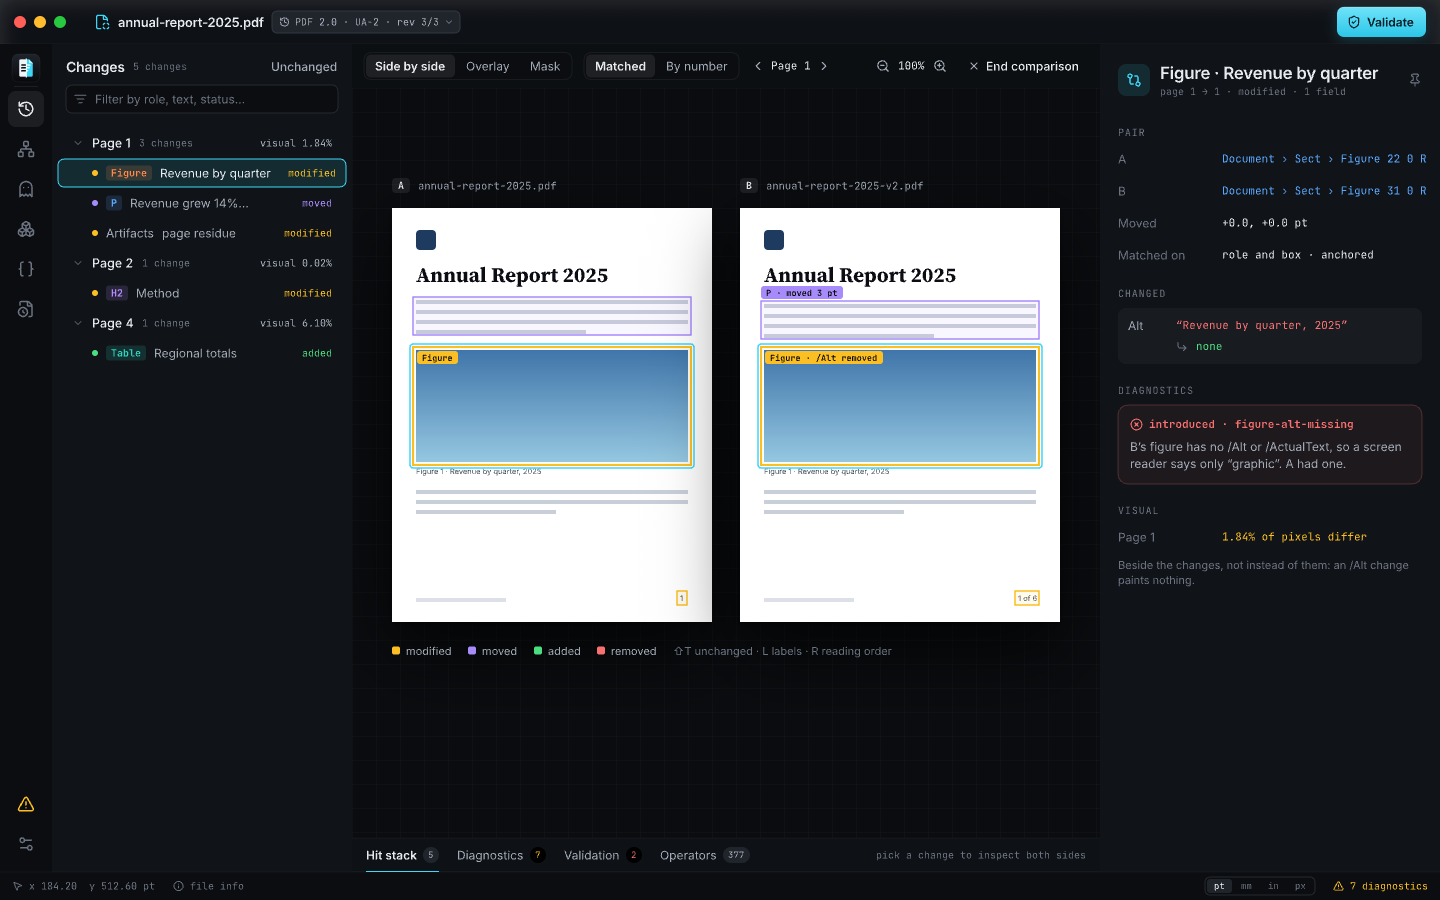 annual-report-2025.pdf
PDF 2.0 · UA-2 · rev 3/3
Validate
Changes 5 changes
Unchanged
Filter by role, text, status...
Page 1 3 changes visual 1.84%
Figure Revenue by quarter modified
P Revenue grew 14%... moved
Artifacts page residue modified
Page 2 1 change visual 0.02%
H2 Method modified
Page 4 1 change visual 6.10%
Table Regional totals added
Side by side Overlay Mask
Matched By number
Page 1
100%
End comparison
A annual-report-2025.pdf
Annual Report 2025
Figure
Figure 1 · Revenue by quarter, 2025
1
B annual-report-2025-v2.pdf
Annual Report 2025
P · moved 3 pt
Figure · /Alt removed
Figure 1 · Revenue by quarter, 2025
1 of 6
modified moved added removed ⇧T unchanged · L labels · R reading order
Hit stack 5 Diagnostics 7 Validation 2 Operators 377
pick a change to inspect both sides
Figure · Revenue by quarter
page 1 → 1 · modified · 1 field
PAIR
A Document › Sect › Figure 22 0 R
B Document › Sect › Figure 31 0 R
Moved +0.0, +0.0 pt
Matched on role and box · anchored
CHANGED
Alt “Revenue by quarter, 2025”
none
DIAGNOSTICS
introduced · figure-alt-missing
B’s figure has no /Alt or /ActualText, so a screen
reader says only “graphic”. A had one.
VISUAL
Page 1 1.84% of pixels differ
Beside the changes, not instead of them: an /Alt change
paints nothing.
x 184.20 y 512.60 pt
file info
pt mm in px
7 diagnostics